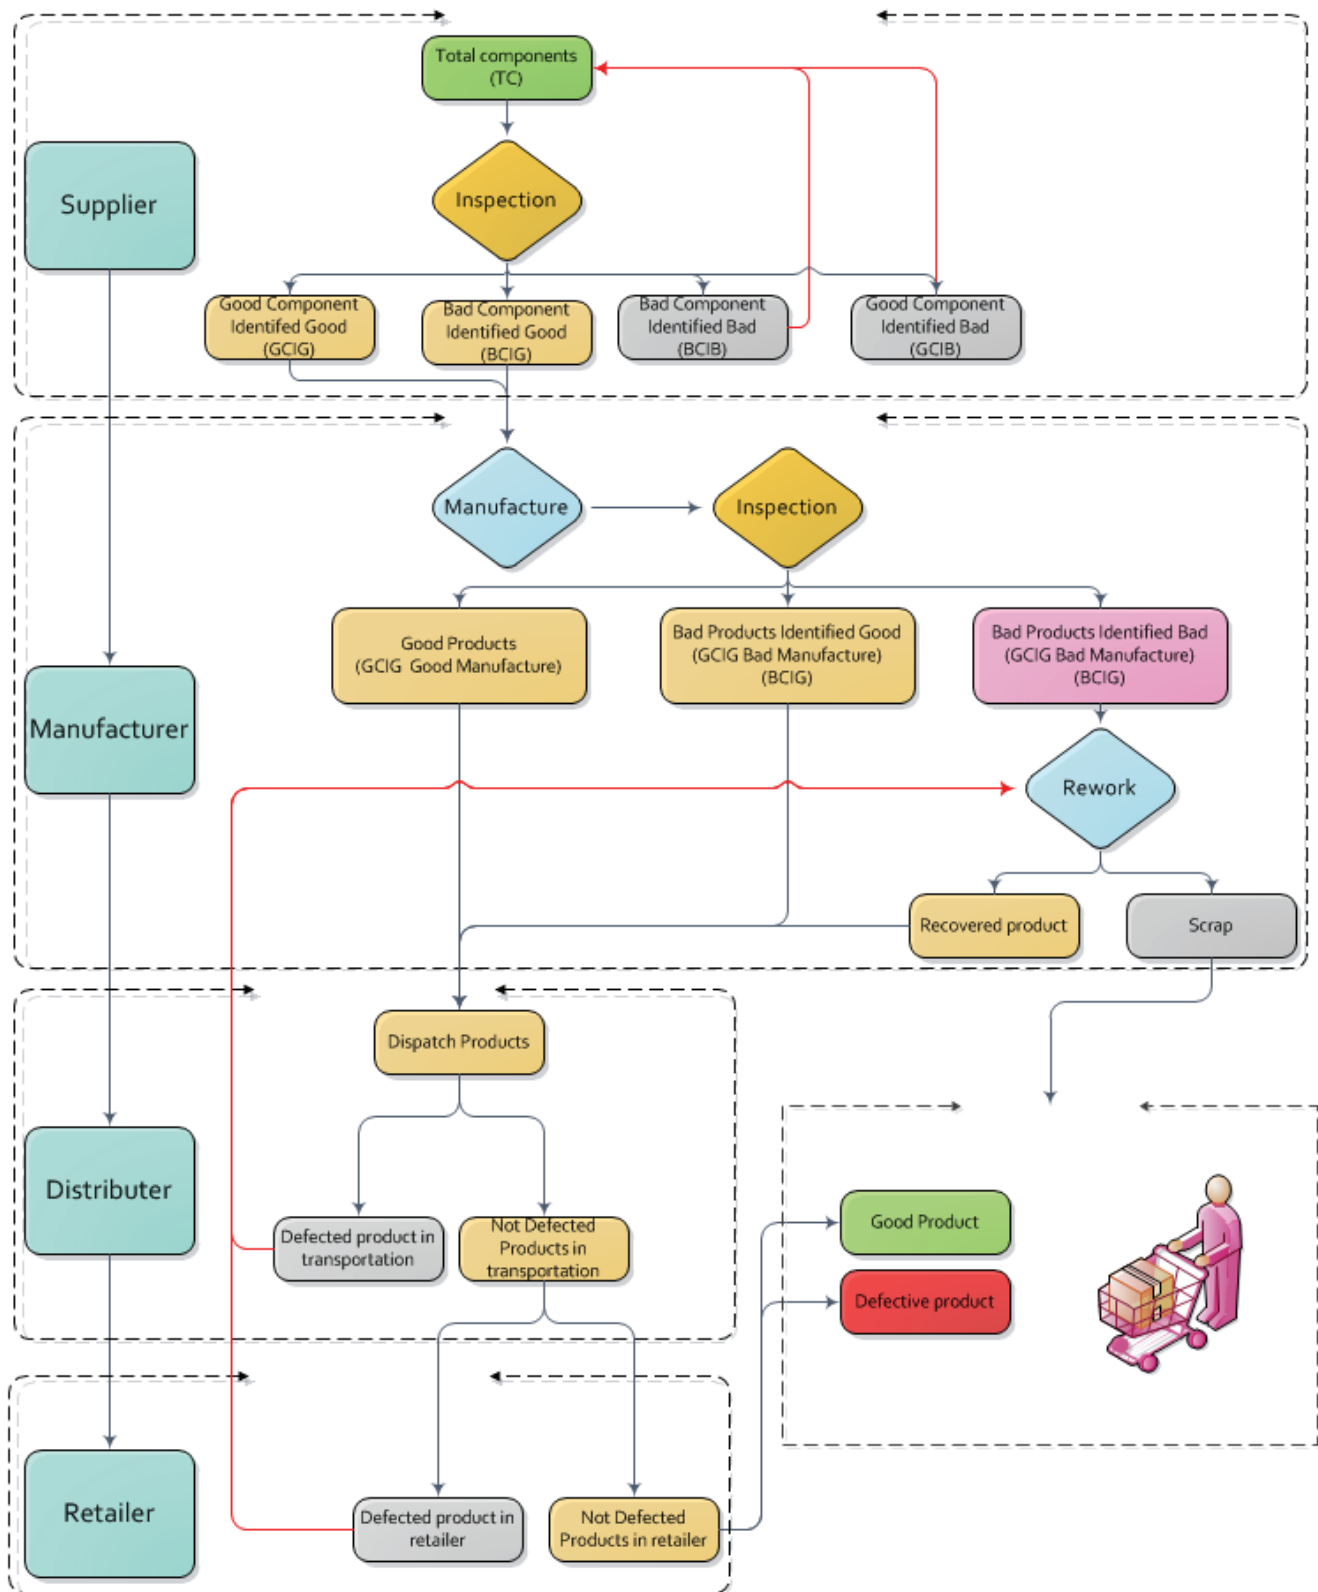 Total components
(TC)
Supplier
Inspection
Good Component
Identifed Good
(GCIG)
Bad Component
Identified Good
(BCIG)
Bad Component
Identified Bad
(BCIB)
Good Component
Identified Bad
(GCIB)
Manufacture
Inspection
Good Products
(GCIG Good Manufacture)
Bad Products Identified Good
(GCIG Bad Manufacture)
(BCIG)
Bad Products Identified Bad
(GCIG Bad Manufacture)
(BCIG)
Manufacturer
Rework
Recovered product
Scrap
Dispatch Products
Distributer
Defected product in
transportation
Not Defected
Products in
transportation
Good Product
Defective product
Retailer
Defected product in
retailer
Not Defected
Products in retailer